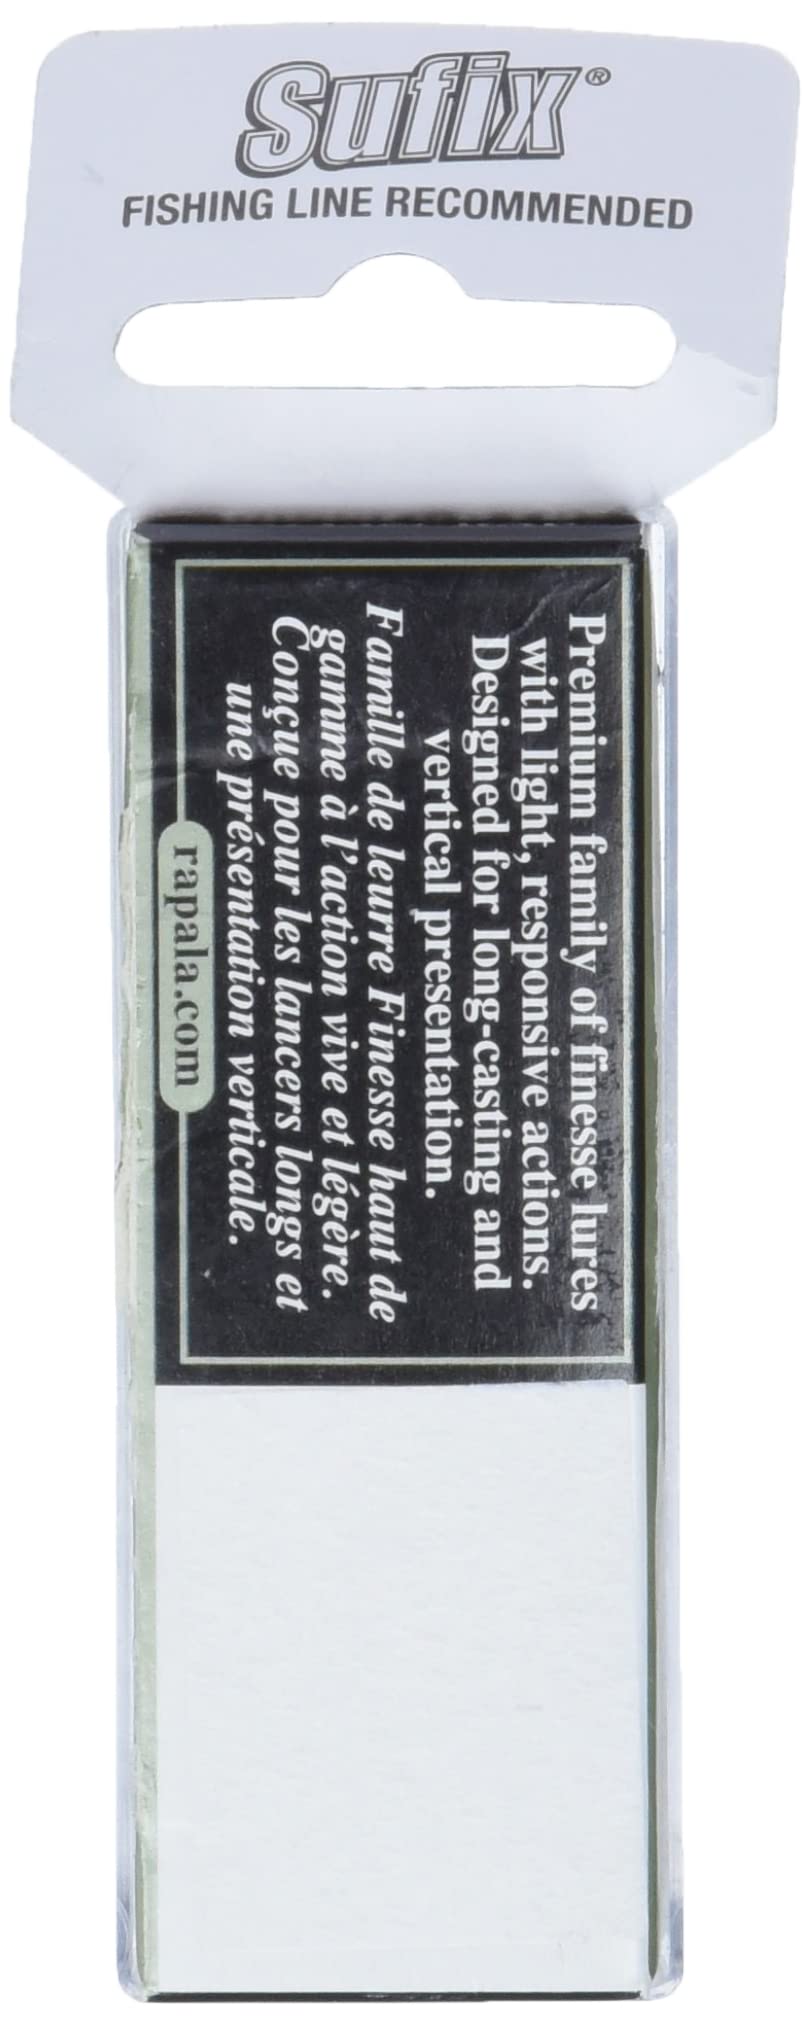 Sufix®
FISHING LINE RECOMMENDED
Premium family of finesse lures
with light, responsive actions.
Designed for long-casting and
vertical presentation.
Famille de leurre Finesse haut de
gamme à l'action vive et légère.
Conçue pour les lancers longs et
une présentation verticale.
rapala.com